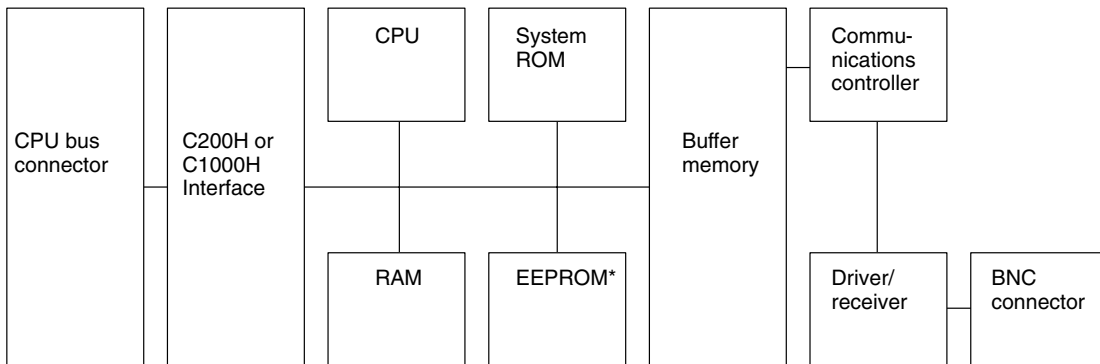 CPU bus
connector
C200H or
C1000H
Interface
CPU
System
ROM
RAM
EEPROM*
Buffer
memory
Commu-
nications
controller
Driver/
receiver
BNC
connector